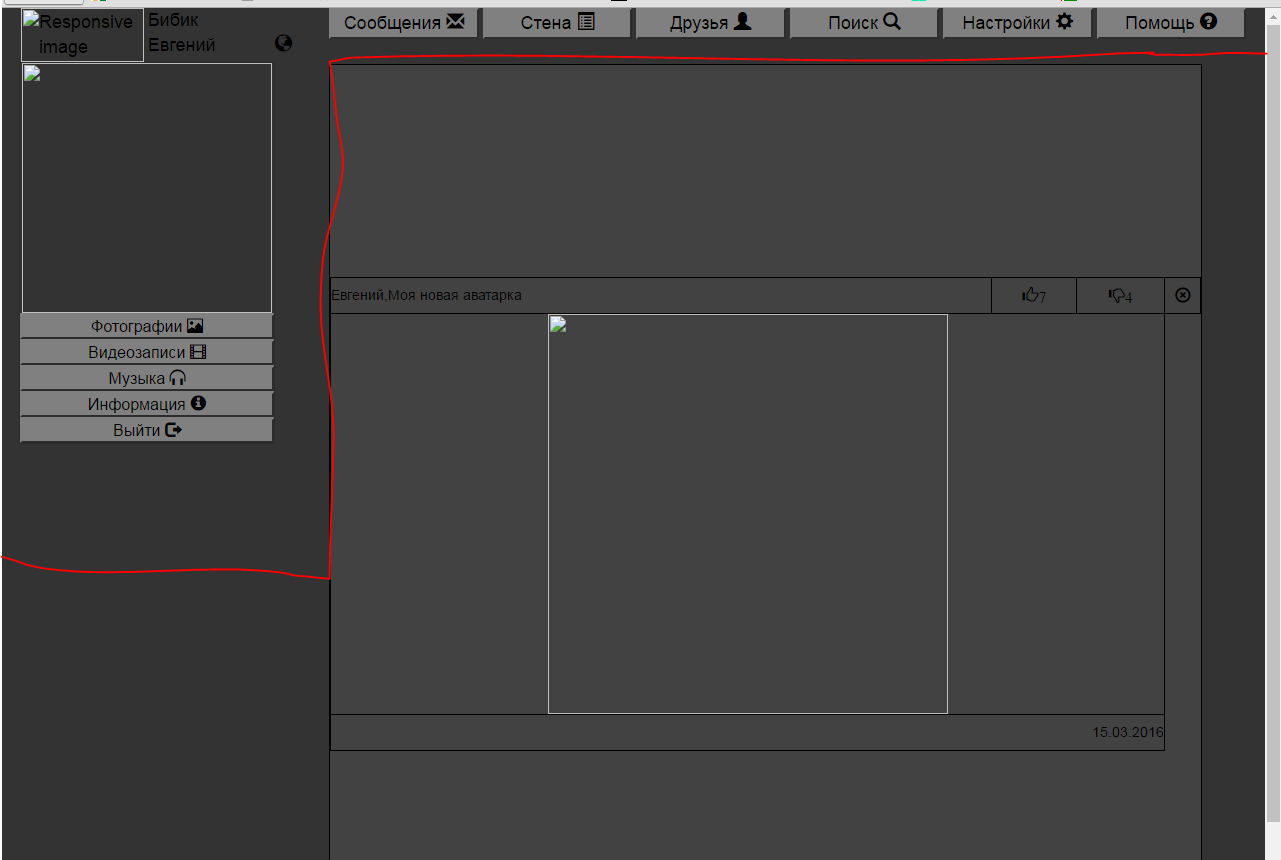 Responsive image
Бибик
Евгений
Сообщения
Стена
Друзья
Поиск
Настройки
Помощь
Фотографии
Видеозаписи
Музыка
Информация
Выйти
Евгений,Моя новая аватарка
7
4
15.03.2016